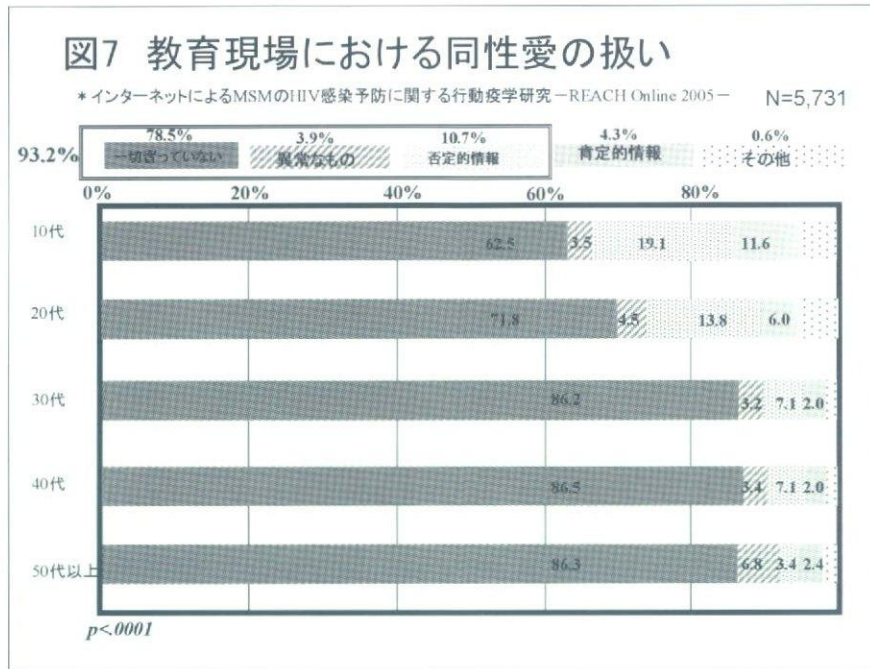 図7 教育現場における同性愛の扱い
*インターネットによるMSMのHIV感染予防に関する行動疫学研究－REACH Online 2005－ N=5,731
78.5% 3.9% 10.7% 4.3% 0.6%
93.2% 一切習っていない 異常なもの 否定的情報 肯定的情報 その他
0% 20% 40% 60% 80%
10代 62.5 3.5 19.1 11.6
20代 71.8 4.5 13.8 6.0
30代 86.2 3.2 7.1 2.0
40代 86.5 3.4 7.1 2.0
50代以上 86.3 6.8 3.4 2.4
p<.0001